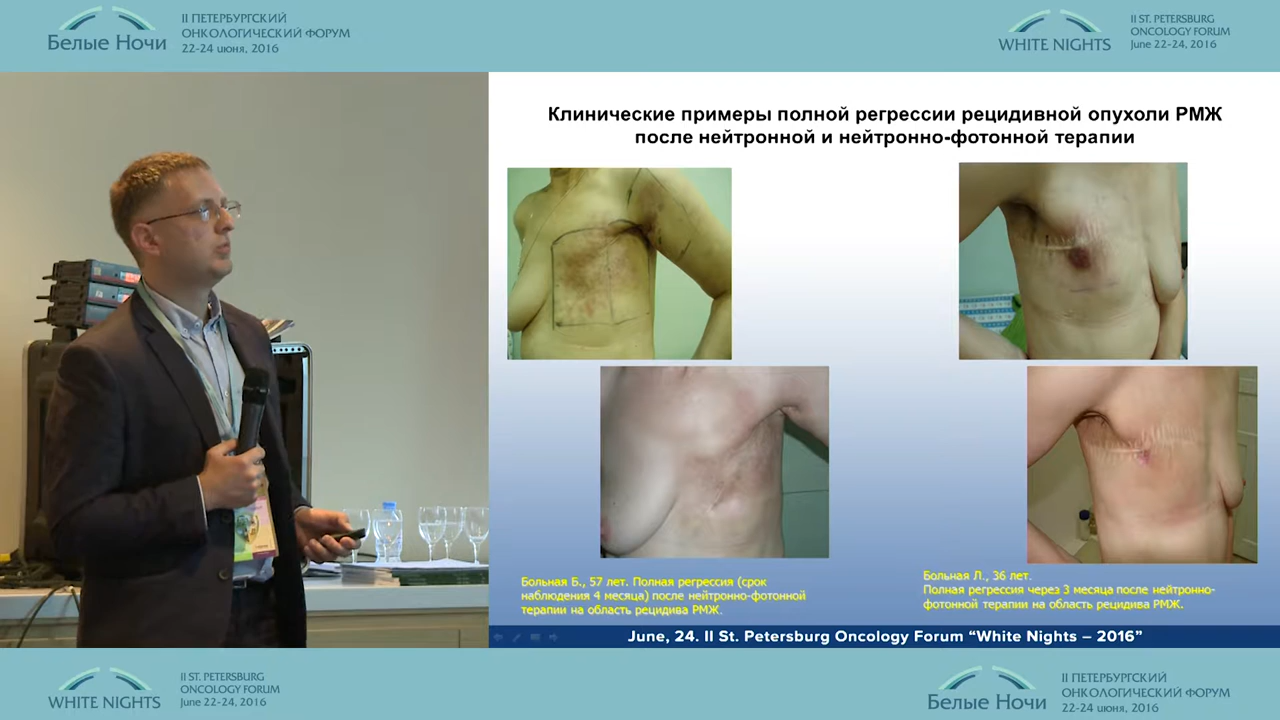 Белые Ночи
II ПЕТЕРБУРГСКИЙ
ОНКОЛОГИЧЕСКИЙ ФОРУМ
22-24 июня, 2016
WHITE NIGHTS
II ST. PETERSBURG
ONCOLOGY FORUM
June 22-24, 2016
Клинические примеры полной регрессии рецидивной опухоли РМЖ
после нейтронной и нейтронно-фотонной терапии
Больная Б., 57 лет. Полная регрессия (срок
наблюдения 4 месяца) после нейтронно-фотонной
терапии на область рецидива РМЖ.
Больная Л., 36 лет.
Полная регрессия через 3 месяца после нейтронно-
фотонной терапии на область рецидива РМЖ.
June, 24. II St. Petersburg Oncology Forum “White Nights – 2016”
WHITE NIGHTS
II ST. PETERSBURG
ONCOLOGY FORUM
June 22-24, 2016
Белые Ночи
II ПЕТЕРБУРГСКИЙ
ОНКОЛОГИЧЕСКИЙ ФОРУМ
22-24 июня, 2016